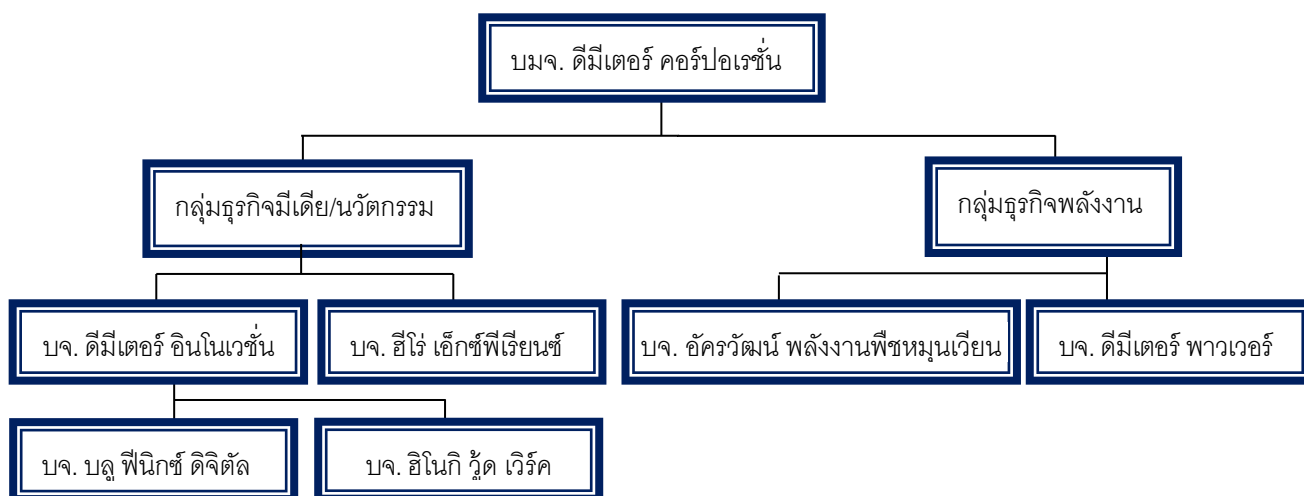 บมจ. ดีมีเตอร์ คอร์ปอเรชั่น
กลุ่มธุรกิจมีเดีย/นวัตกรรม
กลุ่มธุรกิจพลังงาน
บจ. ดีมีเตอร์ อินโนเวชั่น
บจ. ฮีโร่ เอ็กซ์พีเรียนซ์
บจ. อัครวัฒน์ พลังงานพืชหมุนเวียน
บจ. ดีมีเตอร์ พาวเวอร์
บจ. บลู ฟีนิกซ์ ดิจิตัล
บจ. ฮิโนกิ วู้ด เวิร์ค